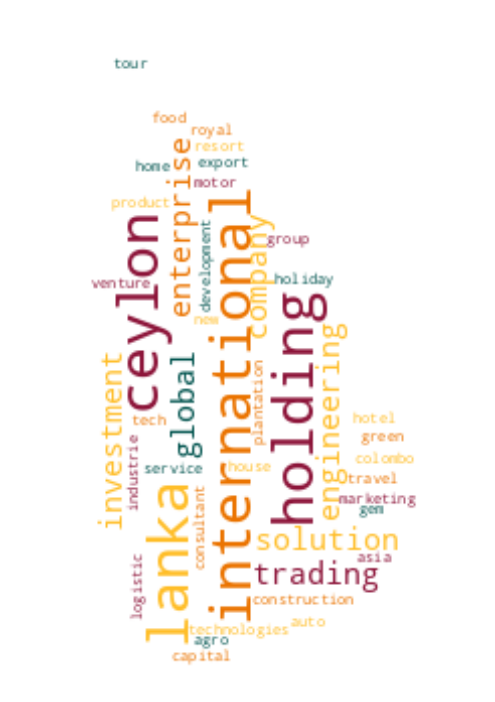 tour
food
royal
resort
enterprise
home
export
motor
international
product
ceylon
company
development
group
venture
holiday
holding
new
engineering
investment
global
plantation
tech
hotel
green
industrie
colombo
service
house
travel
lanka
consultant
marketing
gem
solution
asia
logistic
trading
construction
auto
technologies
agro
capital